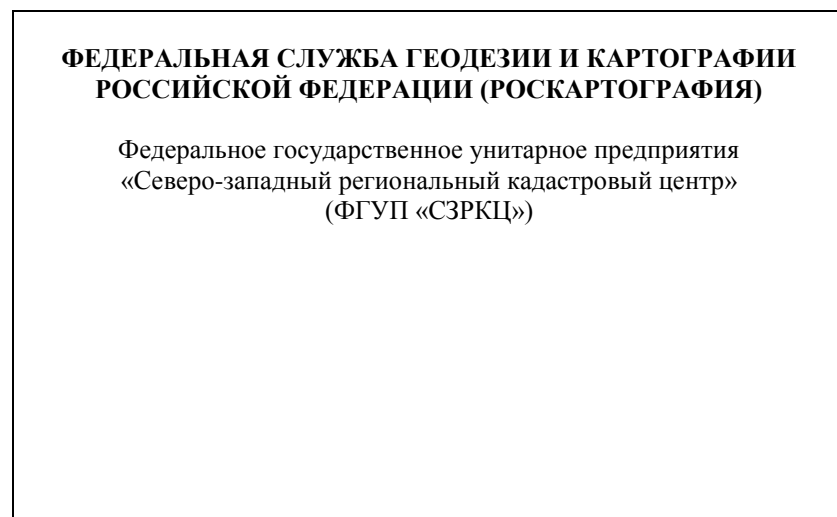 ФЕДЕРАЛЬНАЯ СЛУЖБА ГЕОДЕЗИИ И КАРТОГРАФИИ
РОССИЙСКОЙ ФЕДЕРАЦИИ (РОСКАРТОГРАФИЯ)
Федеральное государственное унитарное предприятия
«Северо-западный региональный кадастровый центр»
(ФГУП «СЗРКЦ»)